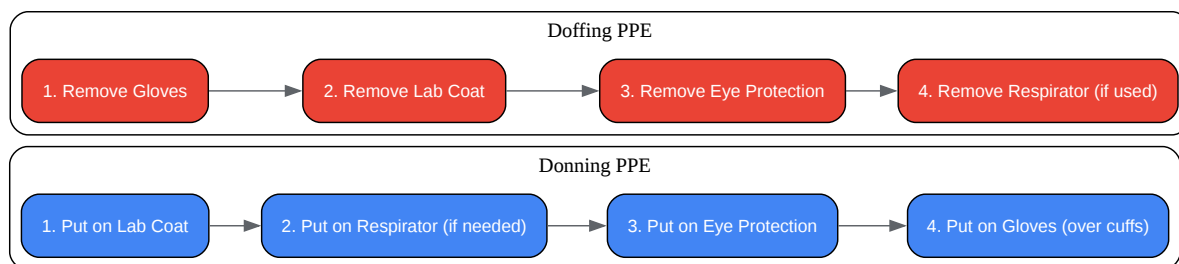 Doffing PPE
1. Remove Gloves
2. Remove Lab Coat
3. Remove Eye Protection
4. Remove Respirator (if used)
Donning PPE
1. Put on Lab Coat
2. Put on Respirator (if needed)
3. Put on Eye Protection
4. Put on Gloves (over cuffs)